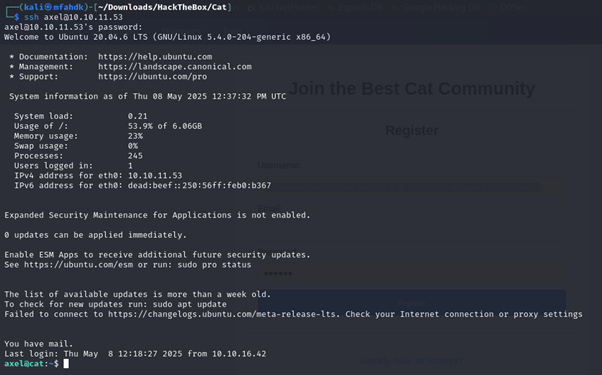 ┌──(kali㉿mfahdk)-[~/Downloads/HackTheBox/Cat]
└─$ ssh axel@10.10.11.53
axel@10.10.11.53's password:
Welcome to Ubuntu 20.04.6 LTS (GNU/Linux 5.4.0-204-generic x86_64)
* Documentation:  https://help.ubuntu.com
* Management:     https://landscape.canonical.com
* Support:        https://ubuntu.com/pro
System information as of Thu 08 May 2025 12:37:32 PM UTC
Join the Best Cat Community
System load:           0.21
Usage of /:            53.9% of 6.06GB
Register
Memory usage:          23%
Swap usage:            0%
Processes:             245
Users logged in:       1
IPv4 address for eth0: 10.10.11.53
IPv6 address for eth0: dead:beef::250:56ff:feb0:b367
Expanded Security Maintenance for Applications is not enabled.
0 updates can be applied immediately.
Enable ESM Apps to receive additional future security updates.
See https://ubuntu.com/esm or run: sudo pro status
The list of available updates is more than a week old.
To check for new updates run: sudo apt update
Failed to connect to https://changelogs.ubuntu.com/meta-release-lts. Check your Internet connection or proxy settings
You have mail.
Last login: Thu May  8 12:18:27 2025 from 10.10.16.42
axel@cat:~$